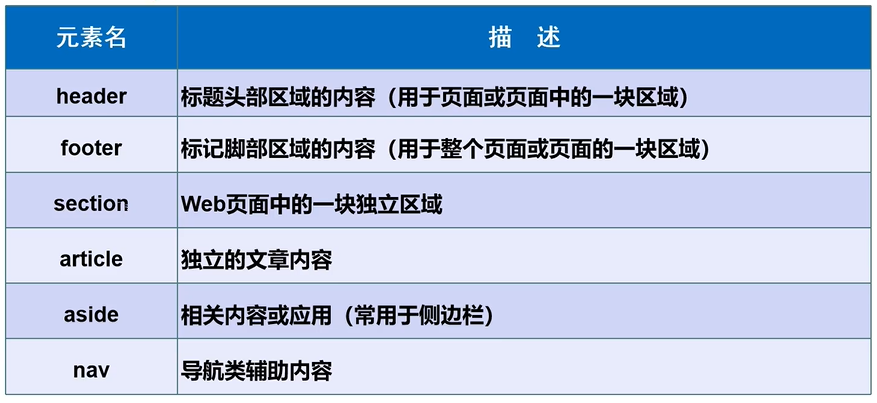 元素名 描 述
header 标题头部区域的内容（用于页面或页面中的一块区域）
footer 标记脚部区域的内容（用于整个页面或页面的一块区域）
section Web页面中的一块独立区域
article 独立的文章内容
aside 相关内容或应用（常用于侧边栏）
nav 导航类辅助内容